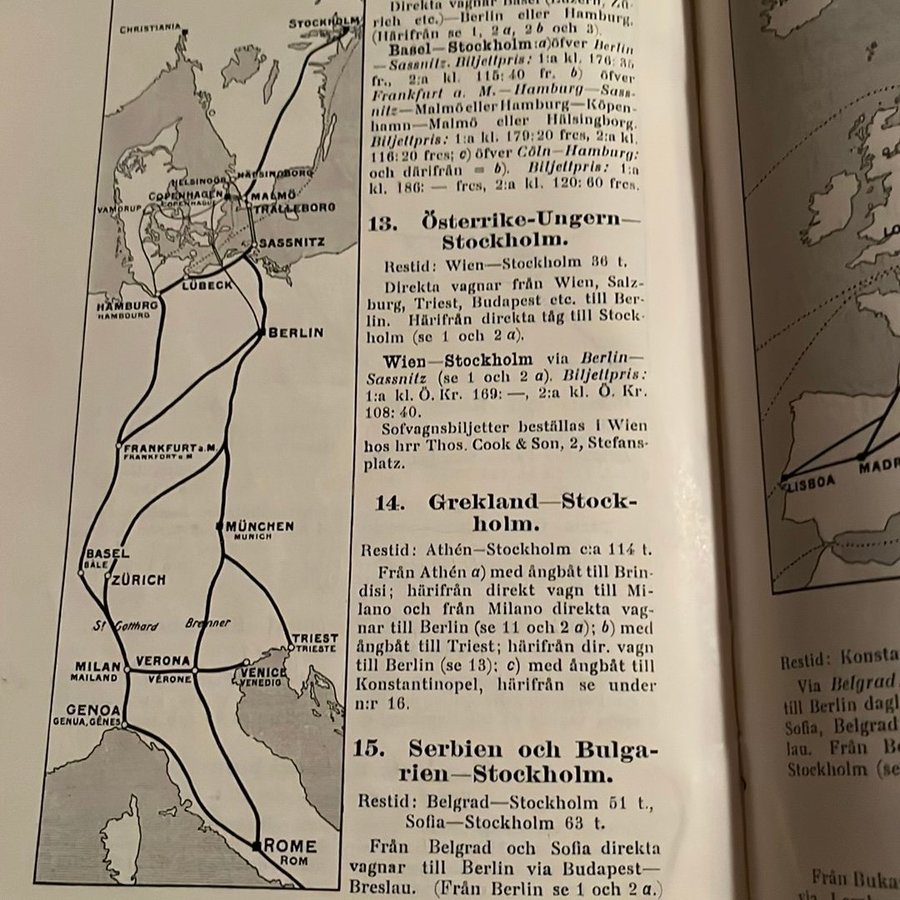 CHRISTIANIA
STOCKHOLM
HELSINGÖR
HÄLSINGBORG
COPENHAGEN
COPENHAGUE
MALMÖ
VAMDRUP
TRÄLLEBORG
SASSNITZ
LÜBECK
HAMBURG
HAMBOURG
BERLIN
FRANKFURT a. M.
FRANKFORT s. M
MÜNCHEN
MUNICH
BASEL
BÂLE
ZÜRICH
St Gotthard
Brenner
TRIEST
TRIESTE
MILAN
MAILAND
VERONA
VÉRONE
VENICE
VENEDIG
GENOA
GENUA, GÊNES
ROME
ROM
Direkta vagnar Basel (Luzern, Zü-
rich etc.)—Berlin eller Hamburg.
(Härifrån se 1, 2 a, 2 b och 3).
Basel—Stockholm: a) öfver Berlin
—Sassnitz. Biljettpris: 1:a kl. 176: 35
fr., 2:a kl. 115: 40 fr. b) öfver
Frankfurt a. M.—Hamburg—Sass-
nitz—Malmö eller Hamburg—Köpen-
hamn—Malmö eller Hälsingborg.
Biljettpris: 1:a kl. 179: 20 frcs, 2:a kl.
116: 20 frcs; c) öfver Cöln—Hamburg:
och därifrån = b). Biljettpris: 1:a
kl. 186: — frcs, 2:a kl. 120: 60 frcs.
13. Österrike-Ungern—
Stockholm.
Restid: Wien—Stockholm 36 t.
Direkta vagnar från Wien, Salz-
burg, Triest, Budapest etc. till Ber-
lin. Härifrån direkta tåg till Stock-
holm (se 1 och 2 a).
Wien—Stockholm via Berlin—
Sassnitz (se 1 och 2 a). Biljettpris:
1:a kl. Ö. Kr. 169: —, 2:a kl. Ö. Kr.
108: 40.
Sofvagnsbiljetter beställas i Wien
hos hrr Thos. Cook & Son, 2, Stefans-
platz.
14. Grekland—Stock-
holm.
Restid: Athén—Stockholm c:a 114 t.
Från Athén a) med ångbåt till Brin-
disi; härifrån direkt vagn till Mi-
lano och från Milano direkta vag-
nar till Berlin (se 11 och 2 a); b) med
ångbåt till Triest; härifrån dir. vagn
till Berlin (se 13); c) med ångbåt till
Konstantinopel, härifrån se under
n:r 16.
15. Serbien och Bulga-
rien—Stockholm.
Restid: Belgrad—Stockholm 51 t.,
Sofia—Stockholm 63 t.
Från Belgrad och Sofia direkta
vagnar till Berlin via Budapest—
Breslau. (Från Berlin se 1 och 2 a.)
LO
LISBOA
MADR
Restid: Konsta
Via Belgrad
till Berlin dagl
Sofia, Belgrad
lau. Från Be
Stockholm (se
Från Buka